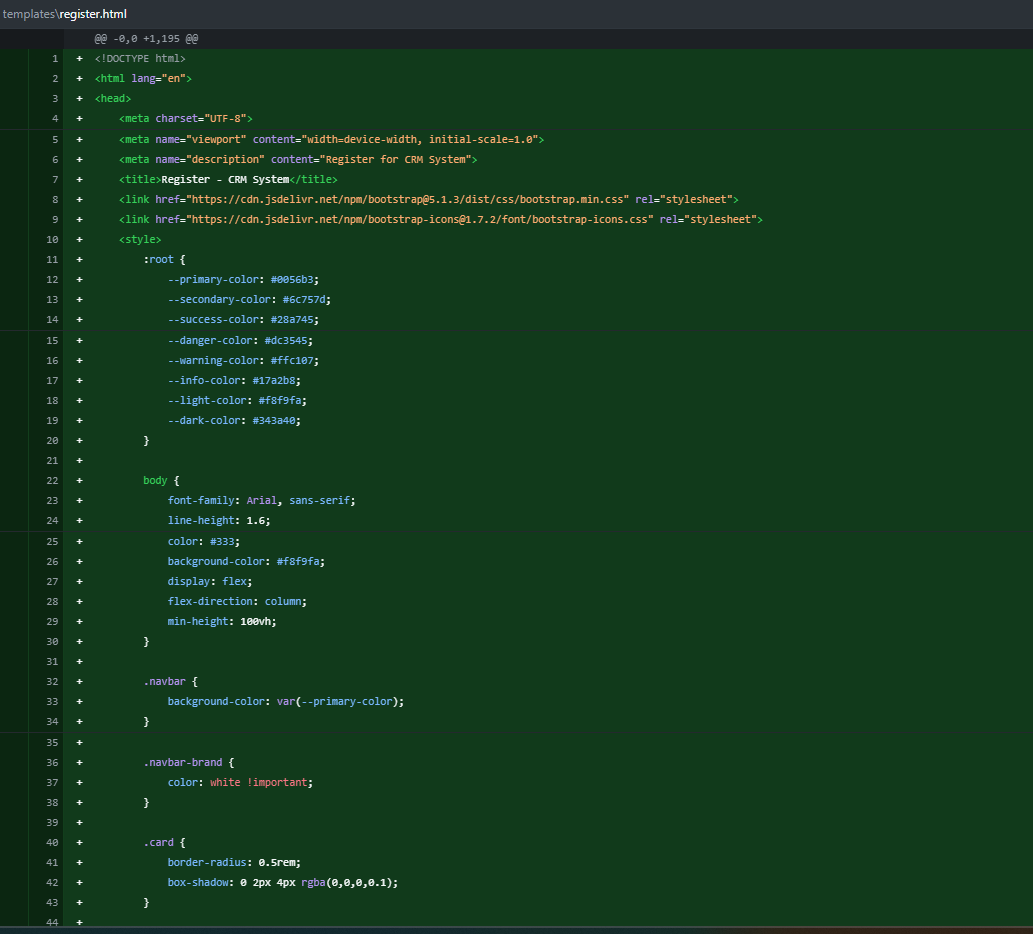 templates\register.html
@@ -0,0 +1,195 @@
1 + <!DOCTYPE html>
2 + <html lang="en">
3 + <head>
4 +     <meta charset="UTF-8">
5 +     <meta name="viewport" content="width=device-width, initial-scale=1.0">
6 +     <meta name="description" content="Register for CRM System">
7 +     <title>Register - CRM System</title>
8 +     <link href="https://cdn.jsdelivr.net/npm/bootstrap@5.1.3/dist/css/bootstrap.min.css" rel="stylesheet">
9 +     <link href="https://cdn.jsdelivr.net/npm/bootstrap-icons@1.7.2/font/bootstrap-icons.css" rel="stylesheet">
10 +     <style>
11 +         :root {
12 +             --primary-color: #0056b3;
13 +             --secondary-color: #6c757d;
14 +             --success-color: #28a745;
15 +             --danger-color: #dc3545;
16 +             --warning-color: #ffc107;
17 +             --info-color: #17a2b8;
18 +             --light-color: #f8f9fa;
19 +             --dark-color: #343a40;
20 +         }
21 +
22 +         body {
23 +             font-family: Arial, sans-serif;
24 +             line-height: 1.6;
25 +             color: #333;
26 +             background-color: #f8f9fa;
27 +             display: flex;
28 +             flex-direction: column;
29 +             min-height: 100vh;
30 +         }
31 +
32 +         .navbar {
33 +             background-color: var(--primary-color);
34 +         }
35 +
36 +         .navbar-brand {
37 +             color: white !important;
38 +         }
39 +
40 +         .card {
41 +             border-radius: 0.5rem;
42 +             box-shadow: 0 2px 4px rgba(0,0,0,0.1);
43 +         }
44 +